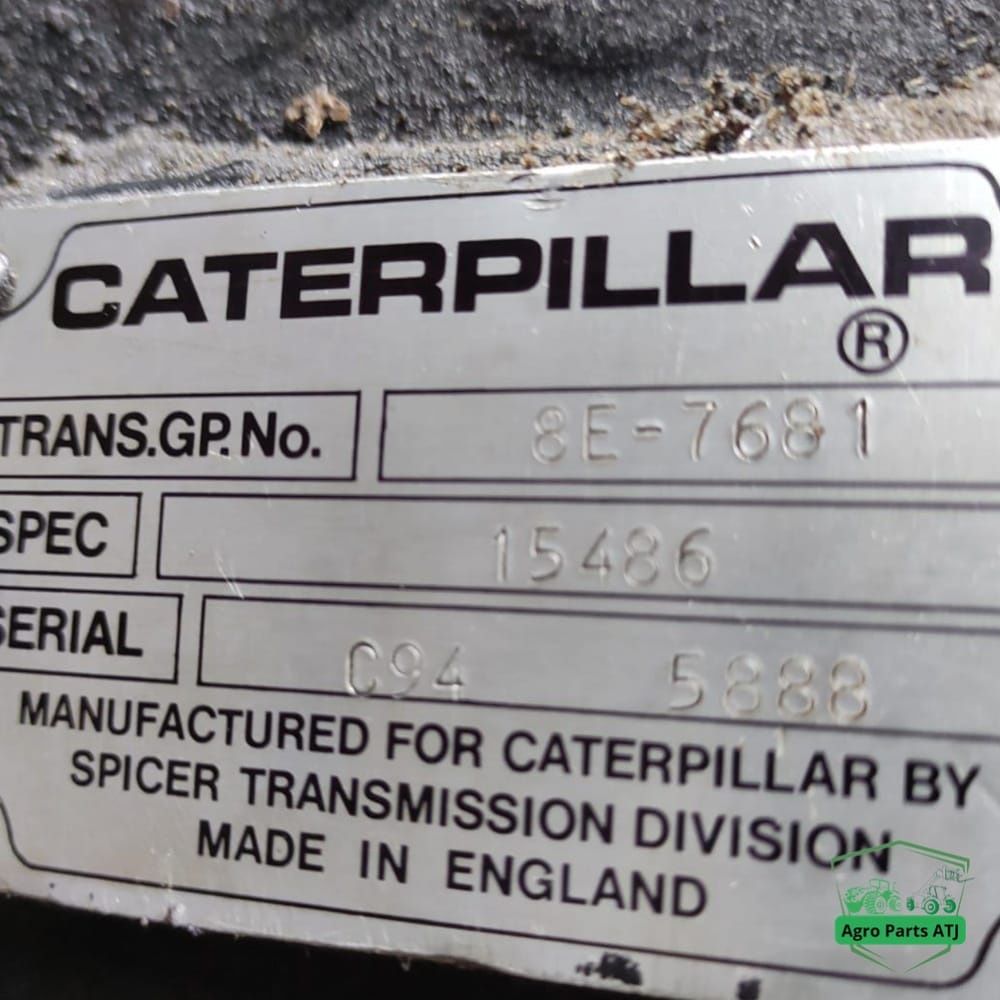 CATERPILLAR
®
TRANS.GP.No. 8E-7681
SPEC 15486
SERIAL C94 5888
MANUFACTURED FOR CATERPILLAR BY
SPICER TRANSMISSION DIVISION
MADE IN ENGLAND
Agro Parts ATJ